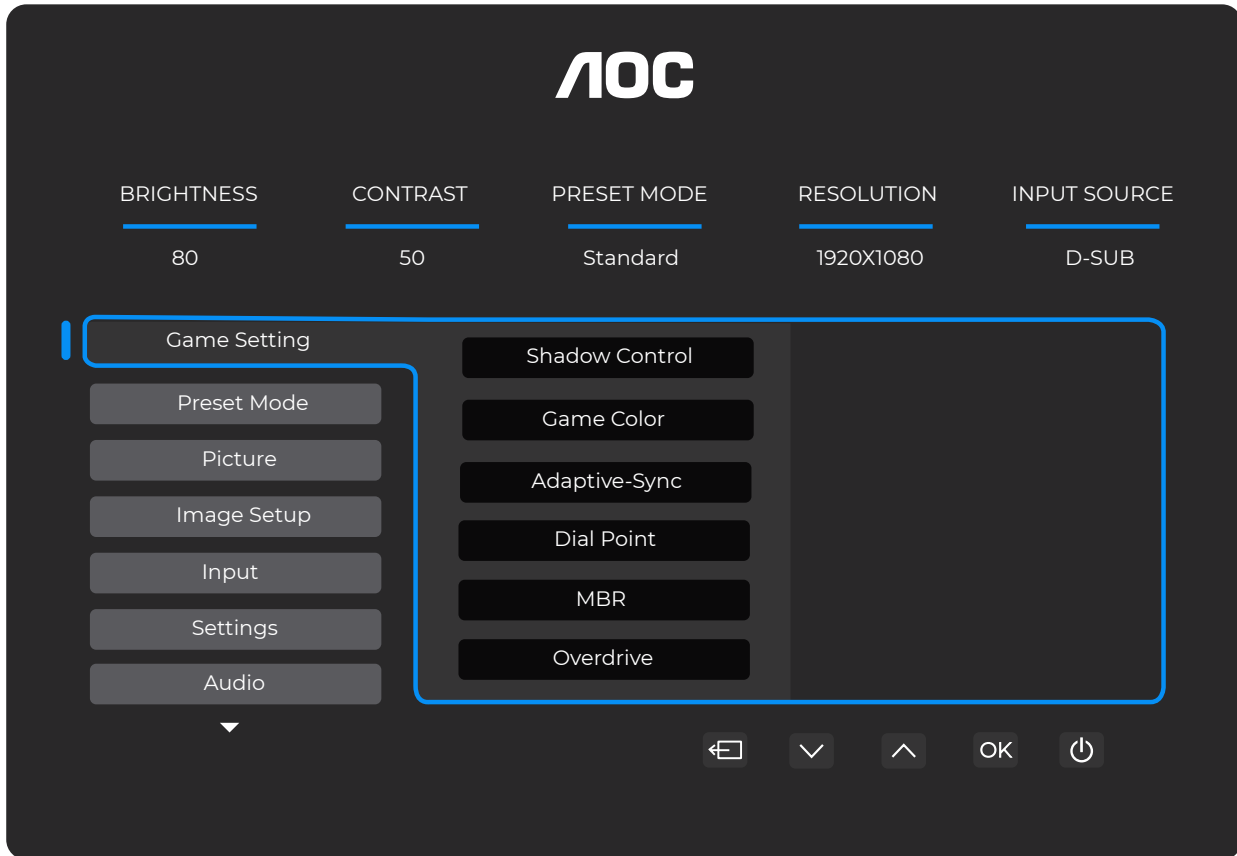 AOC
BRIGHTNESS CONTRAST PRESET MODE RESOLUTION INPUT SOURCE
80 50 Standard 1920X1080 D-SUB
Game Setting
Preset Mode
Picture
Image Setup
Input
Settings
Audio
Shadow Control
Game Color
Adaptive-Sync
Dial Point
MBR
Overdrive
OK